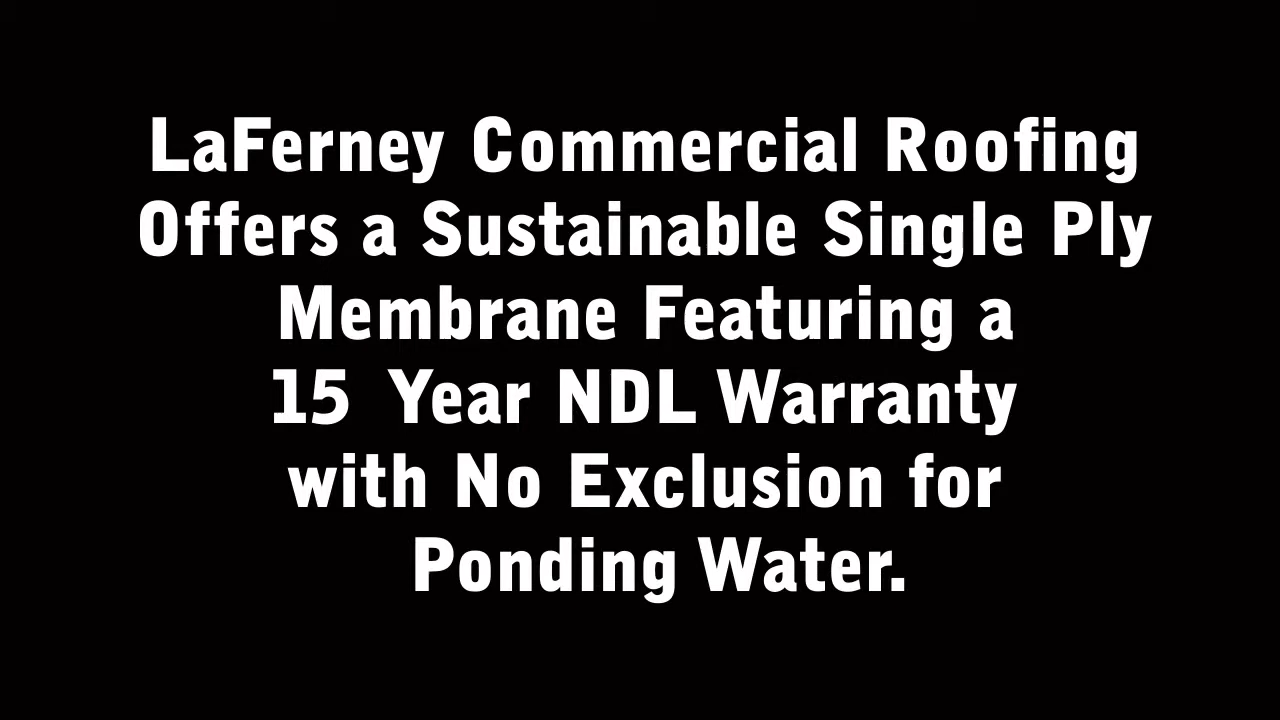 LaFerney Commercial Roofing
Offers a Sustainable Single Ply
Membrane Featuring a
15 Year NDL Warranty
with No Exclusion for
Ponding Water.